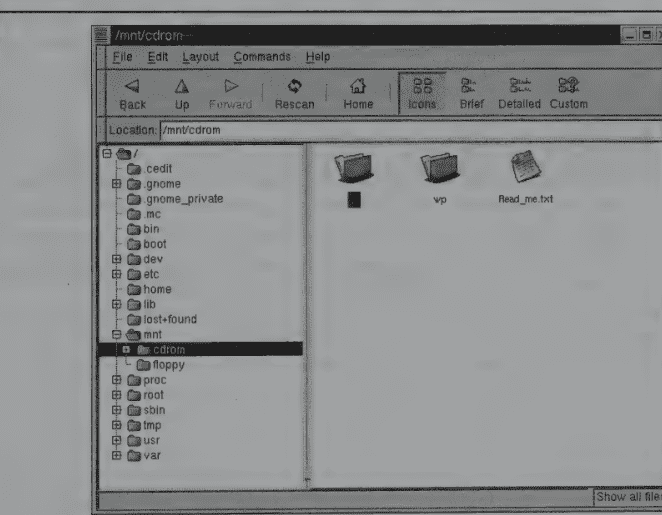 /mnt/cdrom
File Edit Layout Commands Help
Back Up Forward Rescan Home Icons Brief Detailed Custom
Location: /mnt/cdrom
/
.cedit
.gnome
.gnome_private
.mc
bin
boot
dev
etc
home
lib
lost+found
mnt
cdrom
floppy
proc
root
sbin
tmp
usr
var
wp
Read_me.txt
Show all files